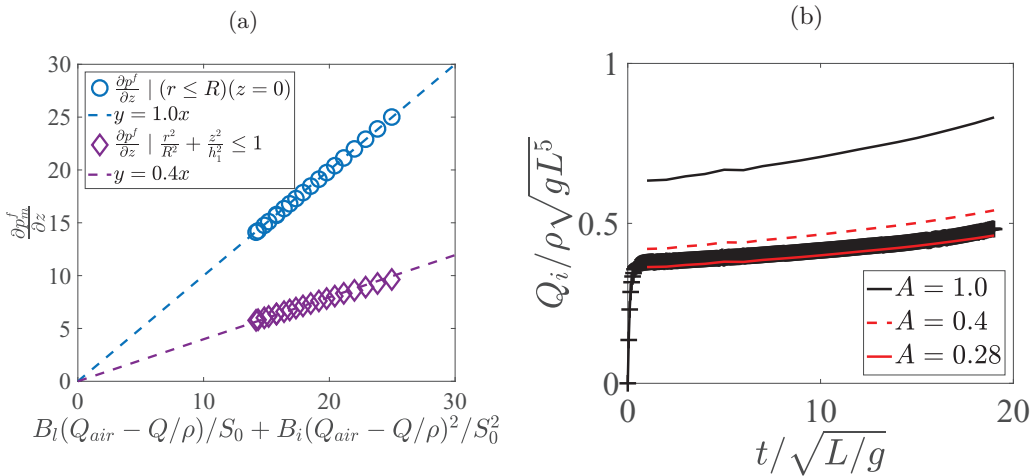 (a)
30
25
20
15
10
5
0
∂p^f/∂z | (r ≤ R)(z = 0)
y = 1.0x
∂p^f/∂z | r²/R² + z²/h₁² ≤ 1
y = 0.4x
∂p_m^f/∂z
0 10 20 30
B_l(Q_air − Q/ρ)/S₀ + B_i(Q_air − Q/ρ)²/S₀²
(b)
1
0.5
0
Q_i/ρ√gL⁵
A = 1.0
A = 0.4
A = 0.28
0 10 20
t/√L/g